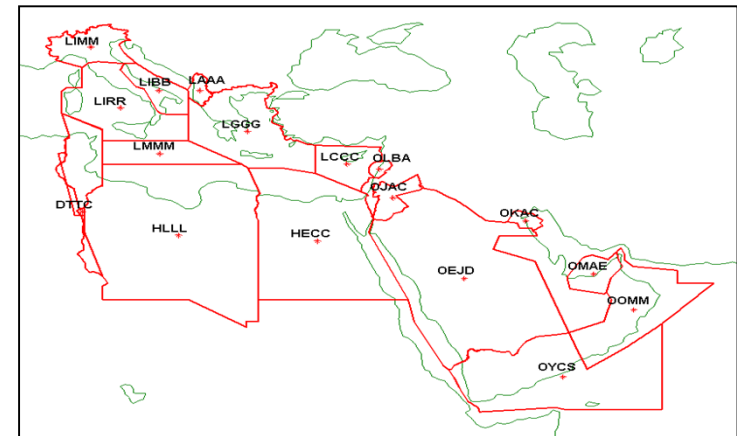 LIMM
LIBB
LAAA
LIRR
LGGG
LMMM
LCCC
OLBA
OJAC
DTTC
OKAC
HLLL
HECC
OMAE
OEJD
OOMM
OYCS